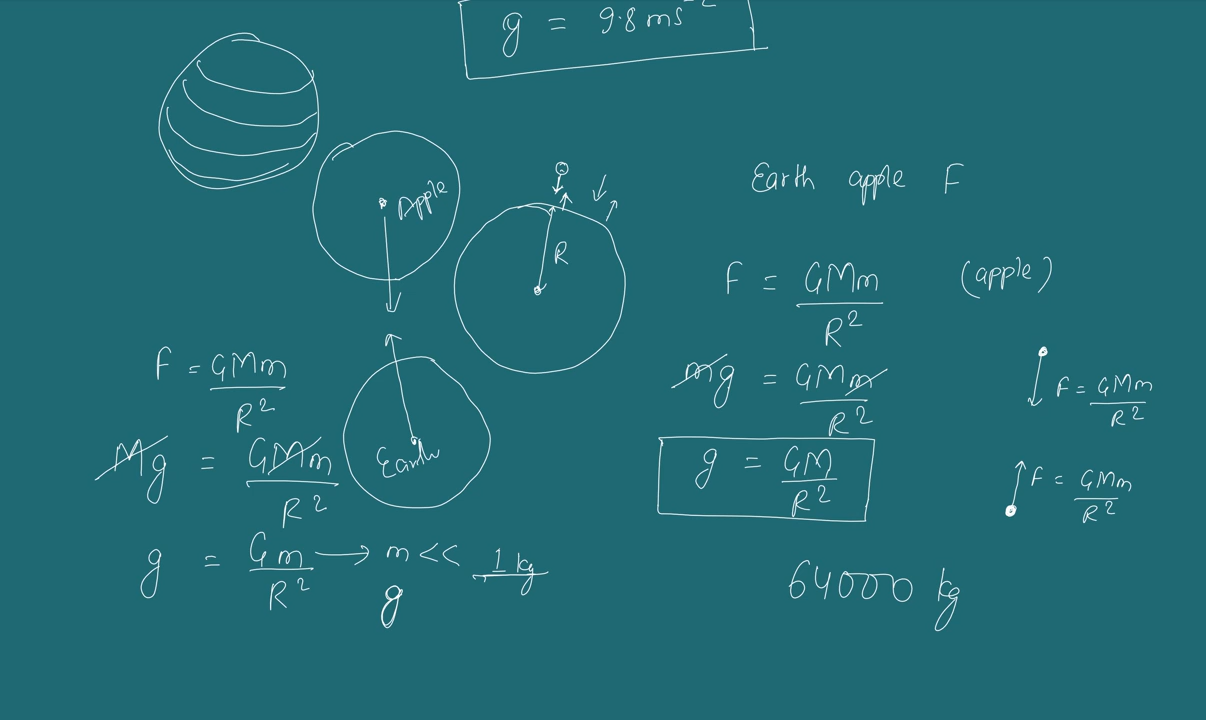 g = 9.8 ms⁻²
Earth apple F
Apple
R
F = GMm/R² (apple)
mg = GMm/R²
g = GM/R²
F = GMm/R²
F = GMm/R²
64000 kg
Earth
F = GMm/R²
Mg = GMm/R²
g = Gm/R² → m << 1 kg
g